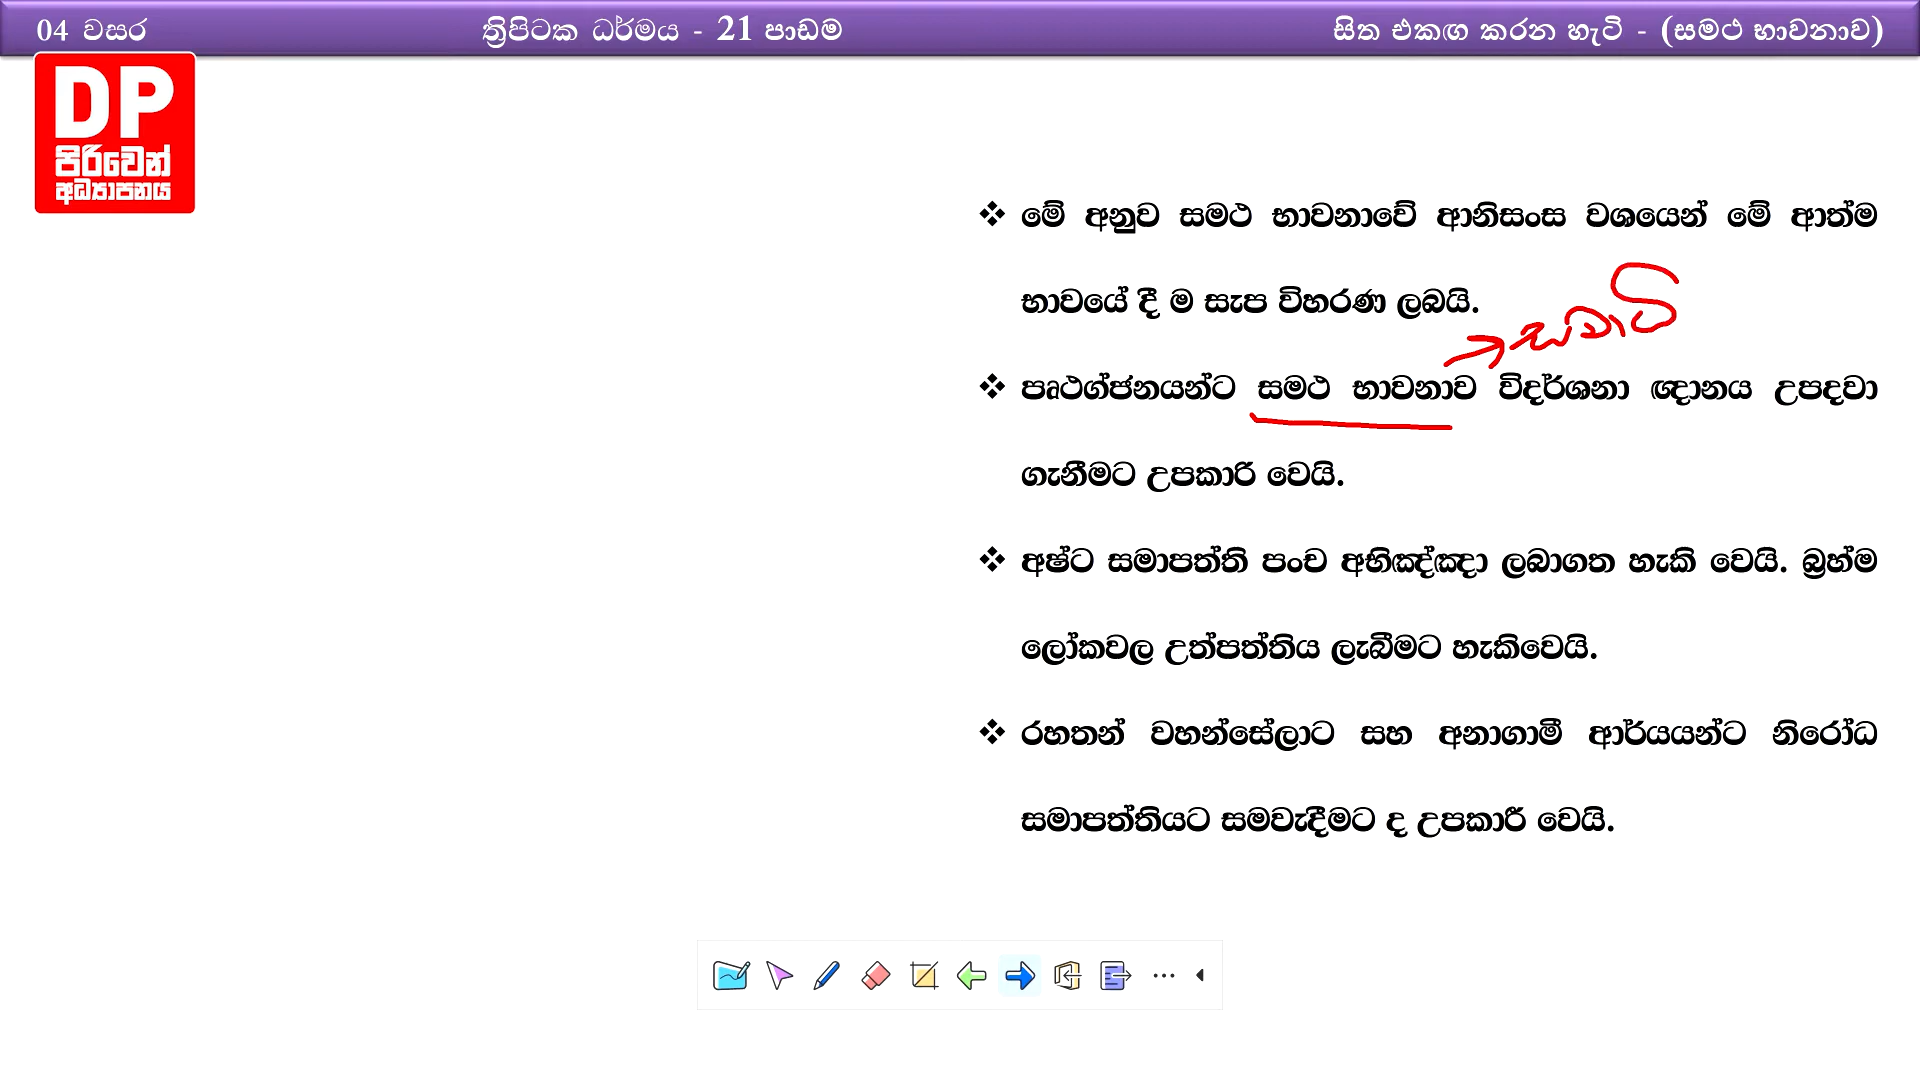 04 වසර
ත්‍රිපිටක ධර්මය - 21 පාඩම
සිත එකඟ කරන හැටි - (සමථ භාවනාව)
DP
පිරිවෙන්
අධ්‍යාපනය
❖ මේ අනුව සමථ භාවනාවේ ආනිසංස වශයෙන් මේ ආත්ම
භාවයේ දී ම සැප විහරණ ලබයි.
❖ පෘථග්ජනයන්ට සමථ භාවනාව විදර්ශනා ඥානය උපදවා
ගැනීමට උපකාරි වෙයි.
❖ අෂ්ට සමාපත්ති පංච අභිඤ්ඤා ලබාගත හැකි වෙයි. බ්‍රහ්ම
ලෝකවල උත්පත්තිය ලැබීමට හැකිවෙයි.
❖ රහතන් වහන්සේලාට සහ අනාගාමී ආර්යයන්ට නිරෝධ
සමාපත්තියට සමවැදීමට ද උපකාරී වෙයි.